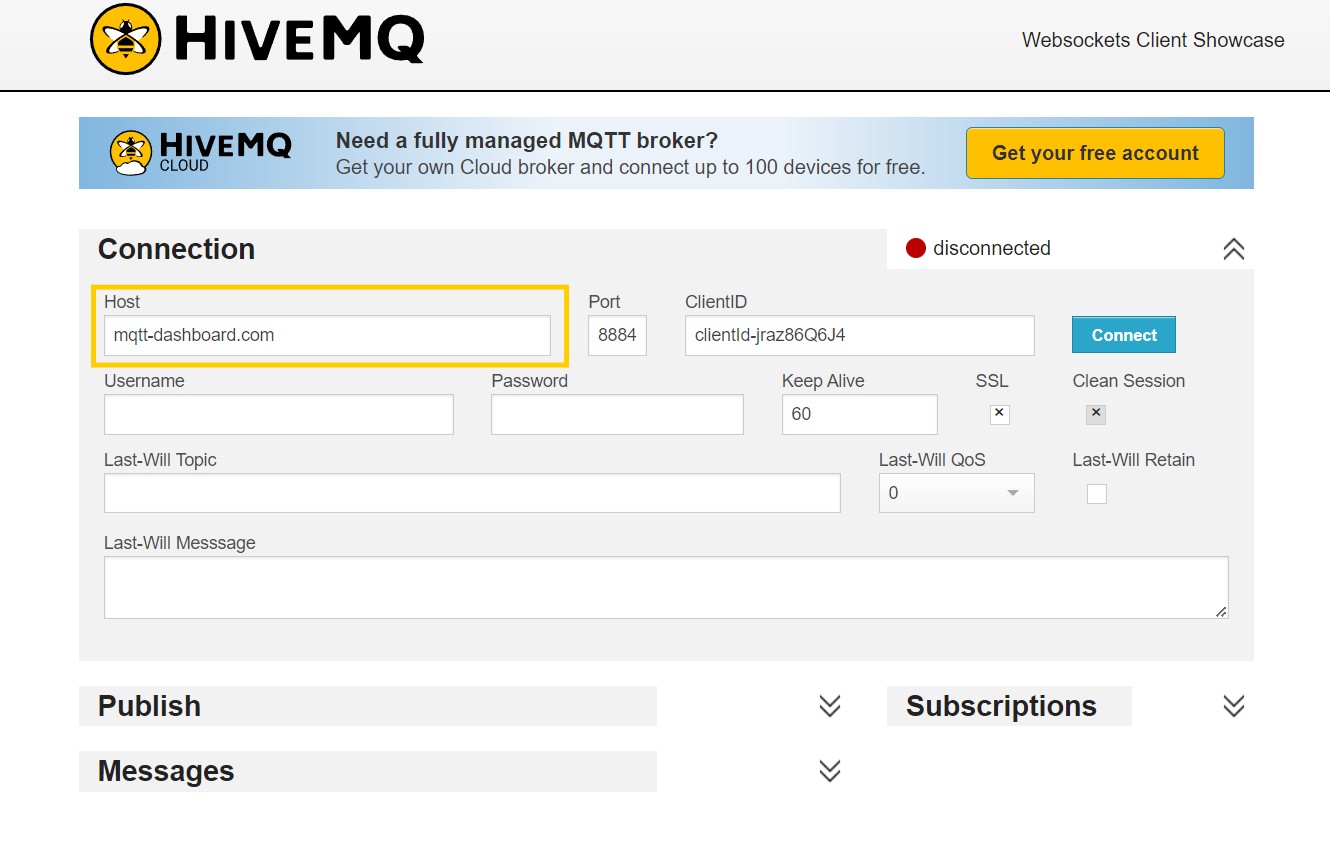 HIVEMQ
Websockets Client Showcase
HIVEMQ
CLOUD
Need a fully managed MQTT broker?
Get your own Cloud broker and connect up to 100 devices for free.
Get your free account
Connection
disconnected
Host
Port
ClientID
mqtt-dashboard.com
8884
clientId-jraz86Q6J4
Connect
Username
Password
Keep Alive
SSL
Clean Session
60
Last-Will Topic
Last-Will QoS
Last-Will Retain
0
Last-Will Messsage
Publish
Subscriptions
Messages